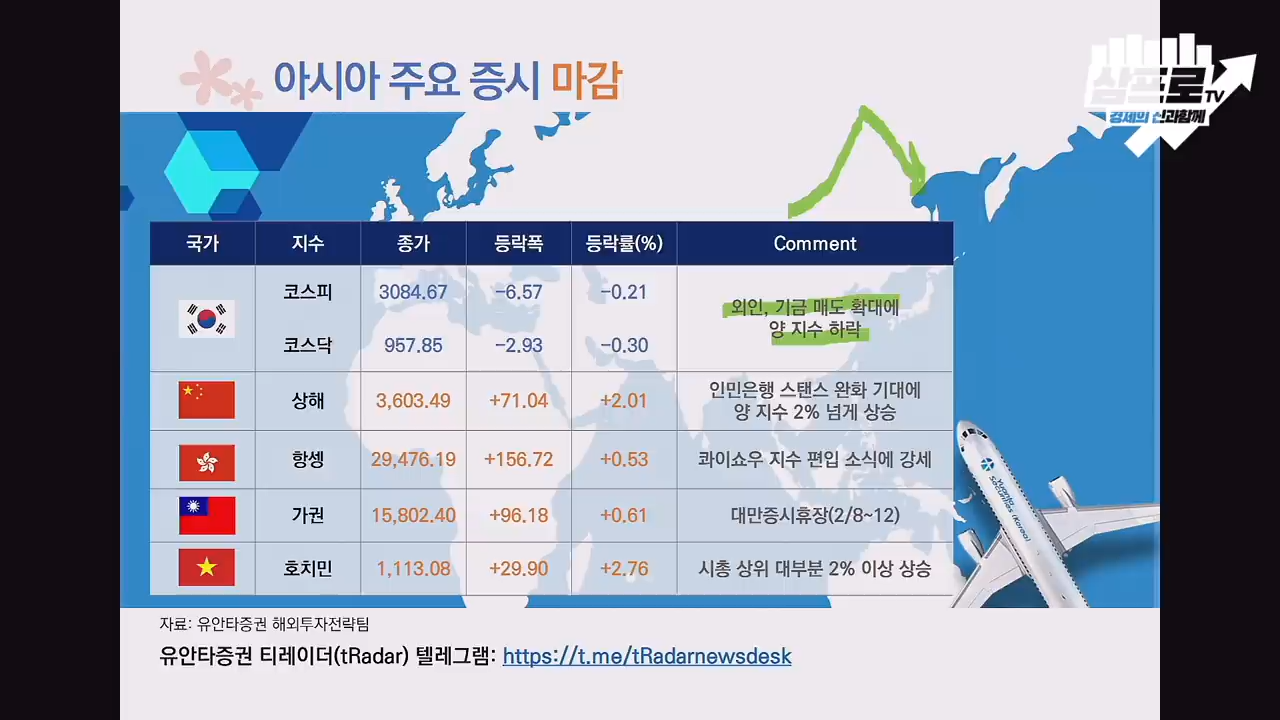 아시아 주요 증시 마감
삼프로TV
경제의 신과함께
국가 지수 종가 등락폭 등락률(%) Comment
코스피 3084.67 -6.57 -0.21
코스닥 957.85 -2.93 -0.30
외인, 기금 매도 확대에
양 지수 하락
상해 3,603.49 +71.04 +2.01
인민은행 스탠스 완화 기대에
양 지수 2% 넘게 상승
항셍 29,476.19 +156.72 +0.53 콰이쇼우 지수 편입 소식에 강세
가권 15,802.40 +96.18 +0.61 대만증시휴장(2/8~12)
호치민 1,113.08 +29.90 +2.76 시총 상위 대부분 2% 이상 상승
Yuanta
Securities (Korea)
자료: 유안타증권 해외투자전략팀
유안타증권 티레이더(tRadar) 텔레그램: https://t.me/tRadarnewsdesk